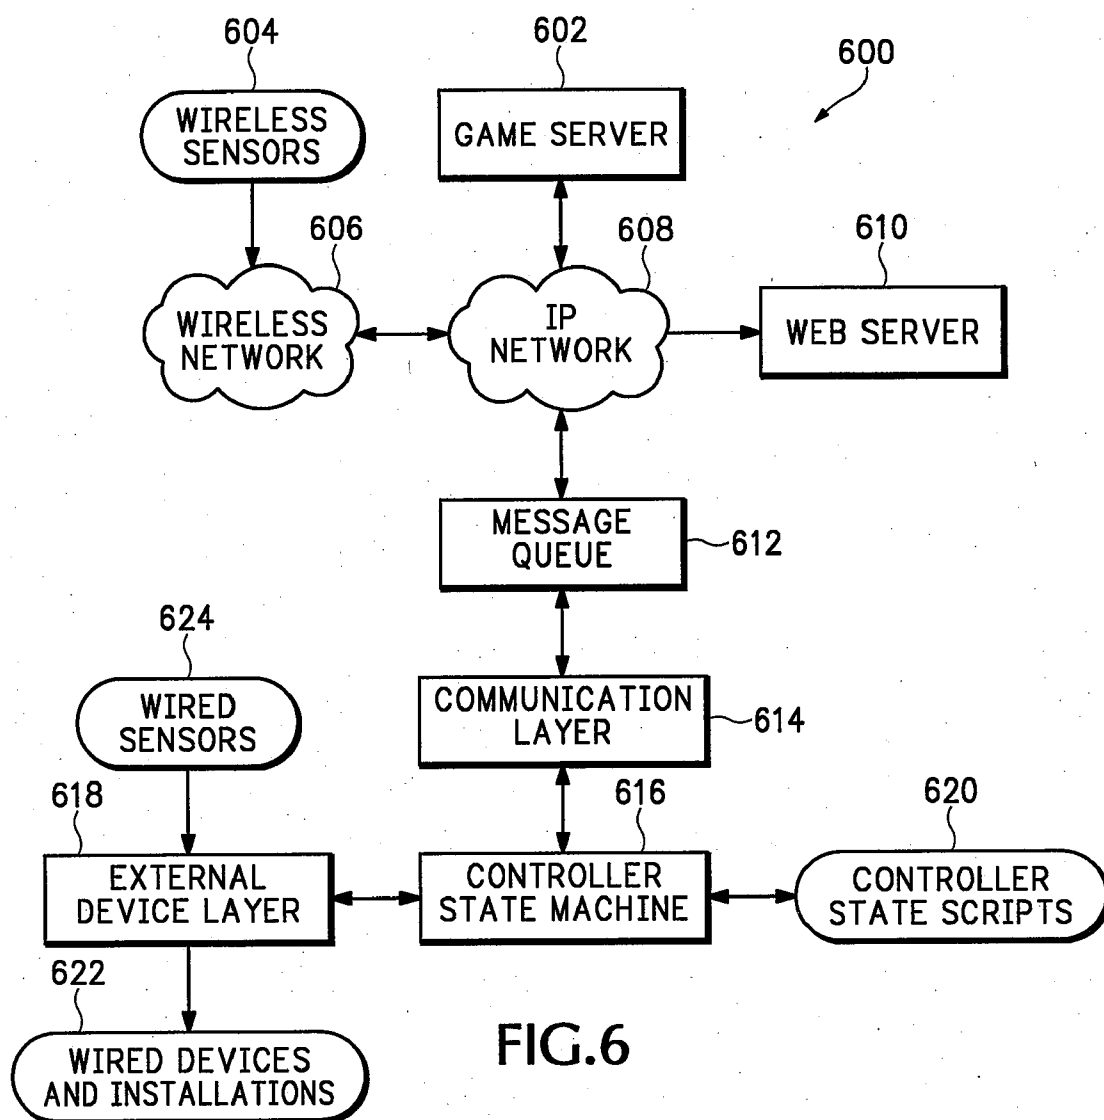 604
602
600
WIRELESS
SENSORS
GAME SERVER
606
608
610
WIRELESS
NETWORK
IP
NETWORK
WEB SERVER
MESSAGE
QUEUE
612
624
WIRED
SENSORS
COMMUNICATION
LAYER
614
618
616
620
EXTERNAL
DEVICE LAYER
CONTROLLER
STATE MACHINE
CONTROLLER
STATE SCRIPTS
622
WIRED DEVICES
AND INSTALLATIONS
FIG.6